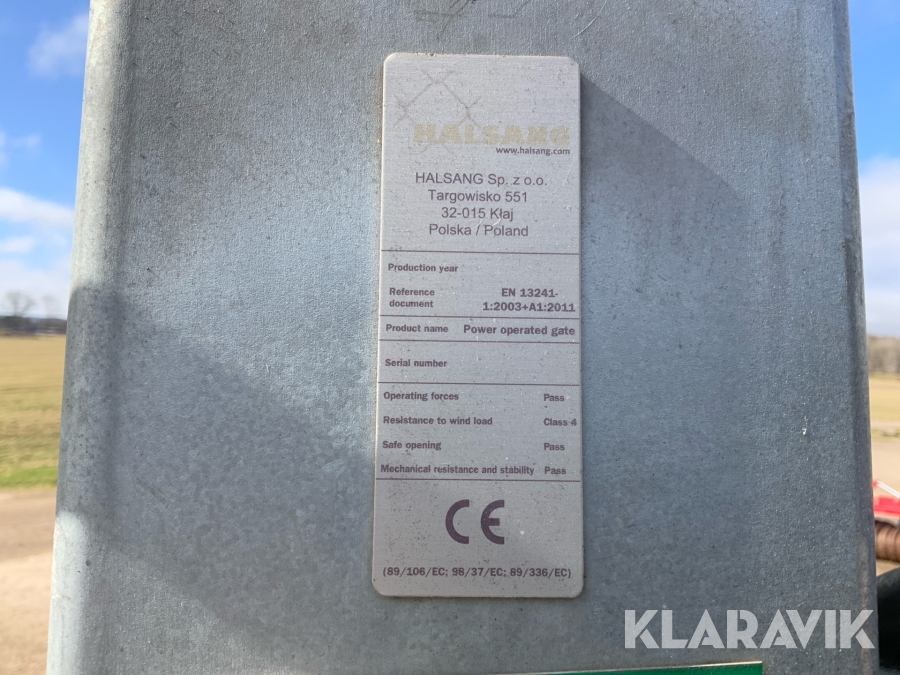 HALSANG
www.halsang.com
HALSANG Sp. z o.o.
Targowisko 551
32-015 Kłaj
Polska / Poland
Production year
Reference document EN 13241-
1:2003+A1:2011
Product name Power operated gate
Serial number
Operating forces Pass
Resistance to wind load Class 4
Safe opening Pass
Mechanical resistance and stability Pass
CE
(89/106/EC; 98/37/EC; 89/336/EC)
KLARAVIK